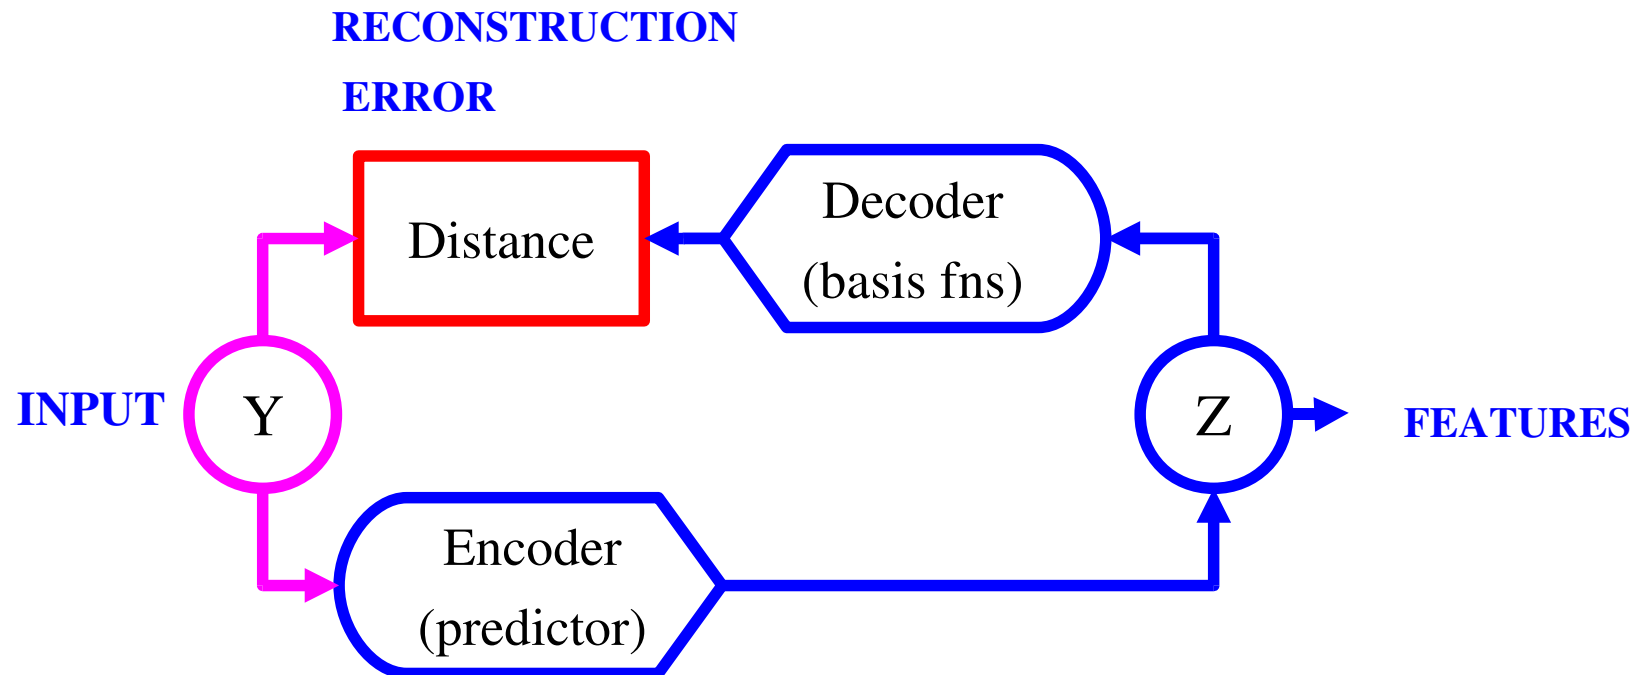 RECONSTRUCTION
ERROR
Distance
Decoder
(basis fns)
INPUT
Y
Z
FEATURES
Encoder
(predictor)